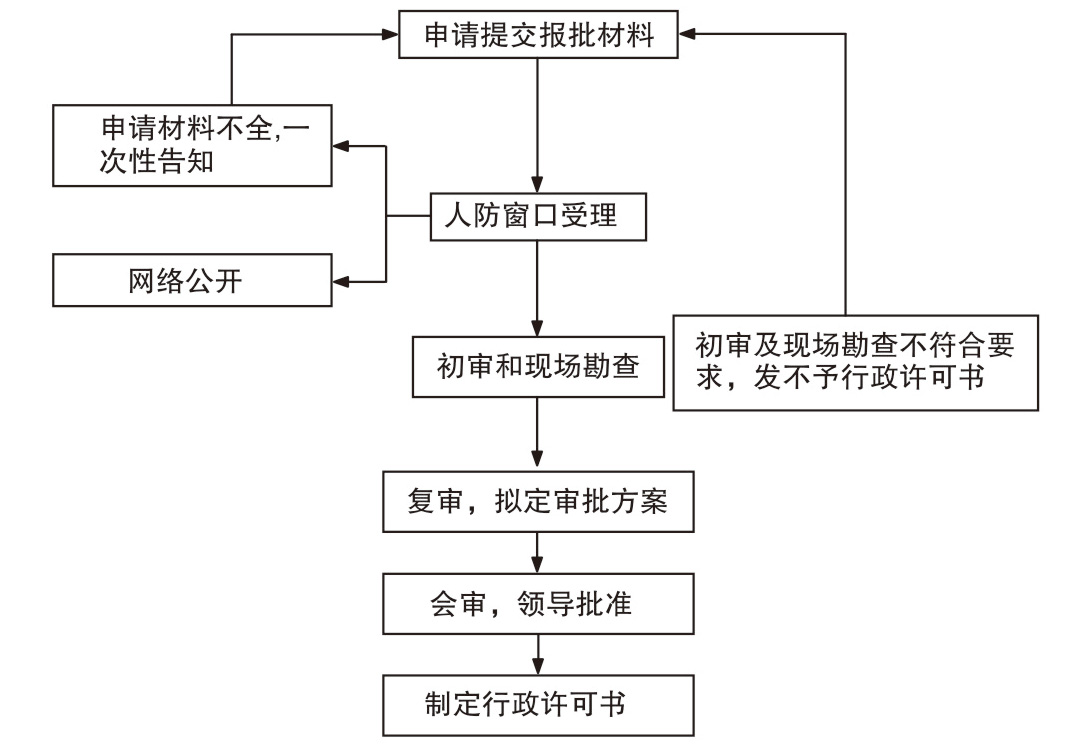 申请提交报批材料
申请材料不全,一
次性告知
人防窗口受理
网络公开
初审和现场勘查
初审及现场勘查不符合要
求，发不予行政许可书
复审，拟定审批方案
会审，领导批准
制定行政许可书